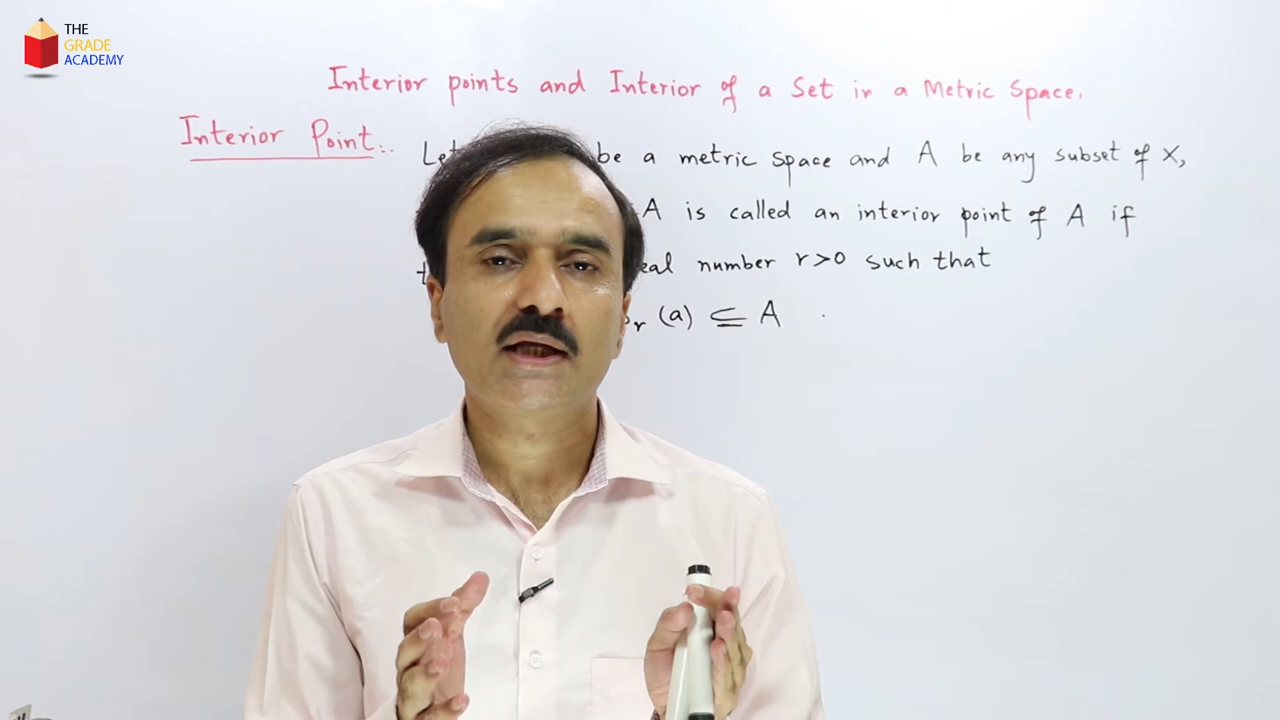 THE
GRADE
ACADEMY
Interior points and Interior of a Set in a Metric Space.
Interior Point:.
Let be a metric space and A be any subset of X,
A is called an interior point of A if
number r>0 such that
r (a) ⊆ A